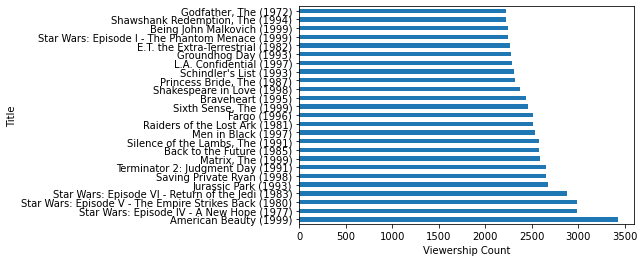 Godfather, The (1972)
Shawshank Redemption, The (1994)
Being John Malkovich (1999)
Star Wars: Episode I - The Phantom Menace (1999)
E.T. the Extra-Terrestrial (1982)
Groundhog Day (1993)
L.A. Confidential (1997)
Schindler's List (1993)
Princess Bride, The (1987)
Shakespeare in Love (1998)
Braveheart (1995)
Sixth Sense, The (1999)
Fargo (1996)
Raiders of the Lost Ark (1981)
Men in Black (1997)
Silence of the Lambs, The (1991)
Back to the Future (1985)
Matrix, The (1999)
Terminator 2: Judgment Day (1991)
Saving Private Ryan (1998)
Jurassic Park (1993)
Star Wars: Episode VI - Return of the Jedi (1983)
Star Wars: Episode V - The Empire Strikes Back (1980)
Star Wars: Episode IV - A New Hope (1977)
American Beauty (1999)
Title
0 500 1000 1500 2000 2500 3000 3500
Viewership Count